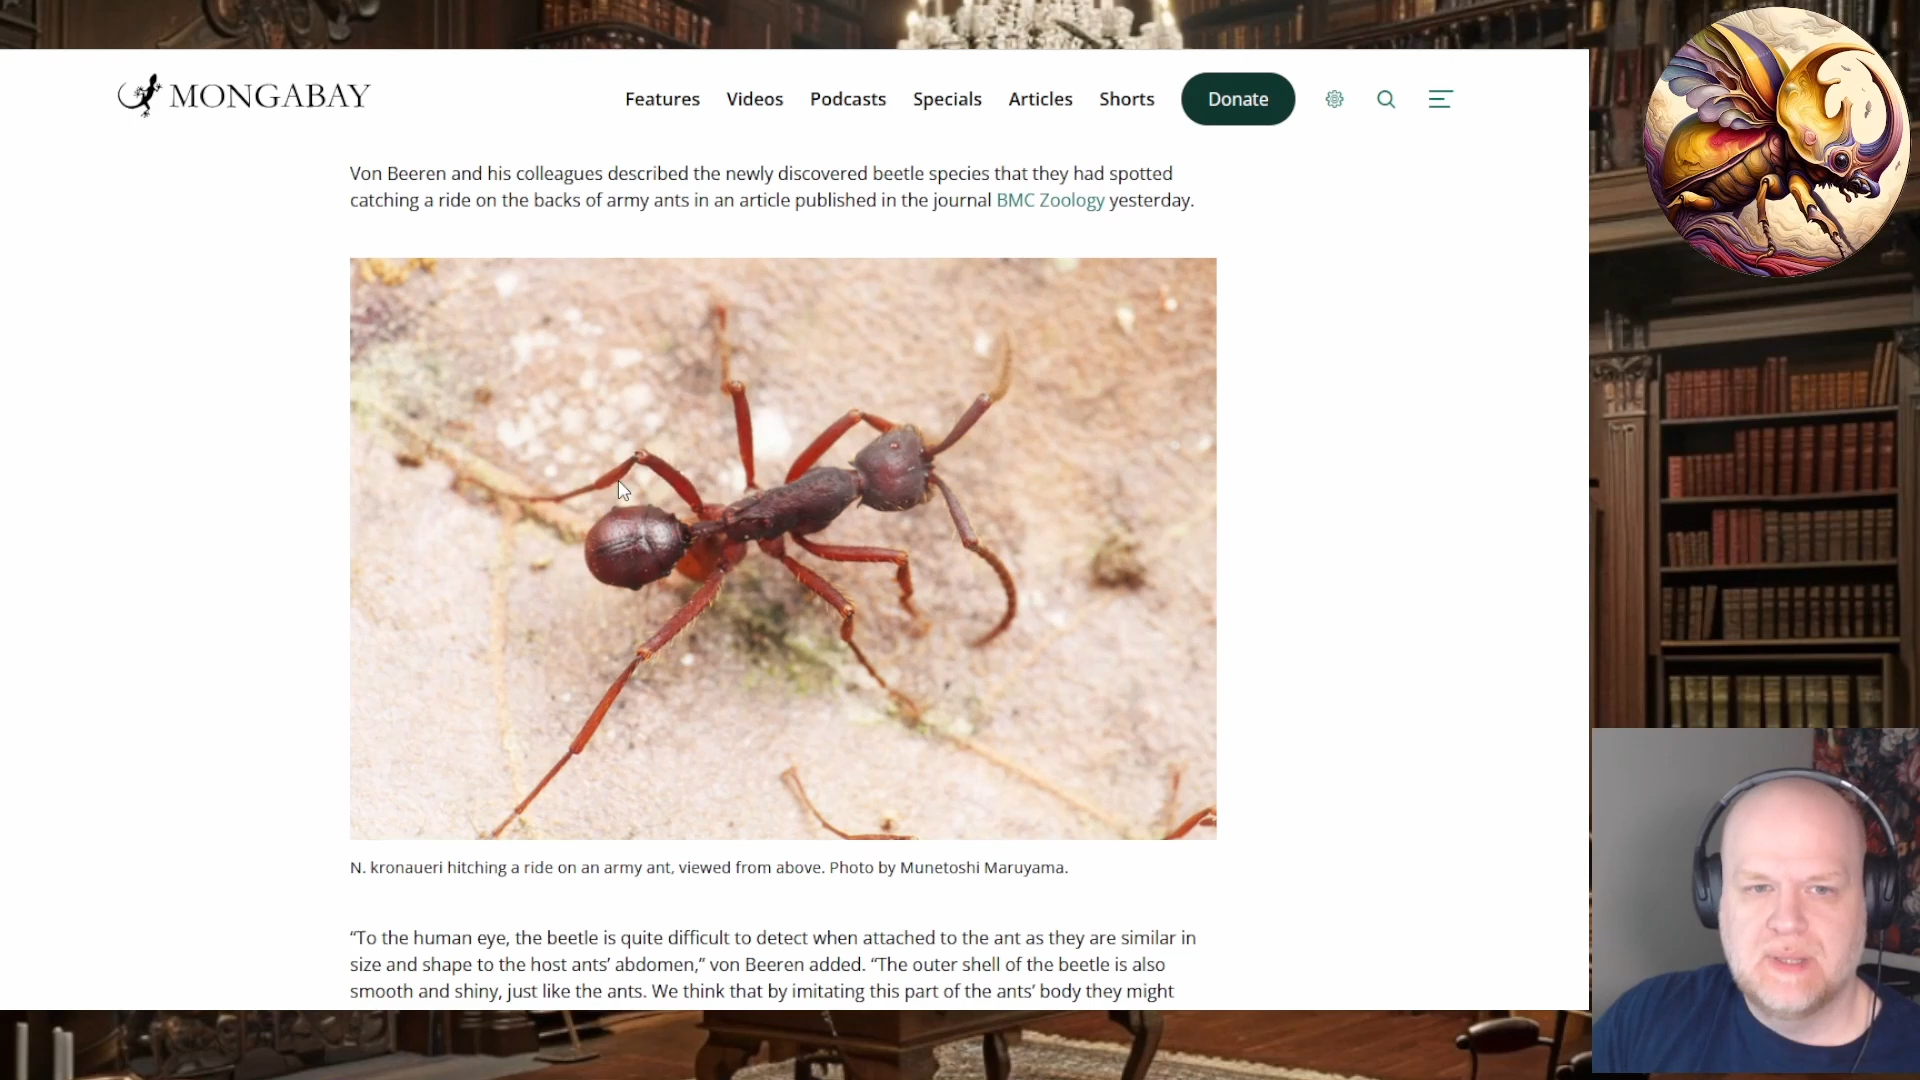 MONGABAY
Features Videos Podcasts Specials Articles Shorts Donate
Von Beeren and his colleagues described the newly discovered beetle species that they had spotted
catching a ride on the backs of army ants in an article published in the journal BMC Zoology yesterday.
N. kronaueri hitching a ride on an army ant, viewed from above. Photo by Munetoshi Maruyama.
“To the human eye, the beetle is quite difficult to detect when attached to the ant as they are similar in
size and shape to the host ants’ abdomen,” von Beeren added. “The outer shell of the beetle is also
smooth and shiny, just like the ants. We think that by imitating this part of the ants’ body they might